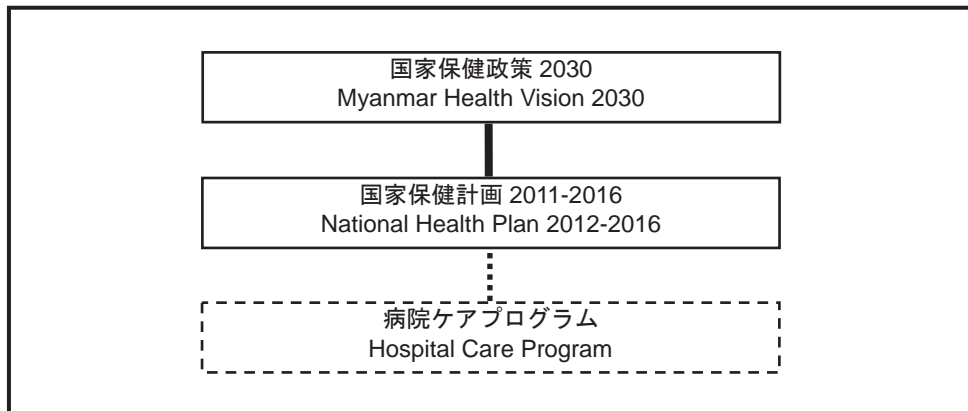 国家保健政策 2030
Myanmar Health Vision 2030
国家保健計画 2011-2016
National Health Plan 2012-2016
病院ケアプログラム
Hospital Care Program